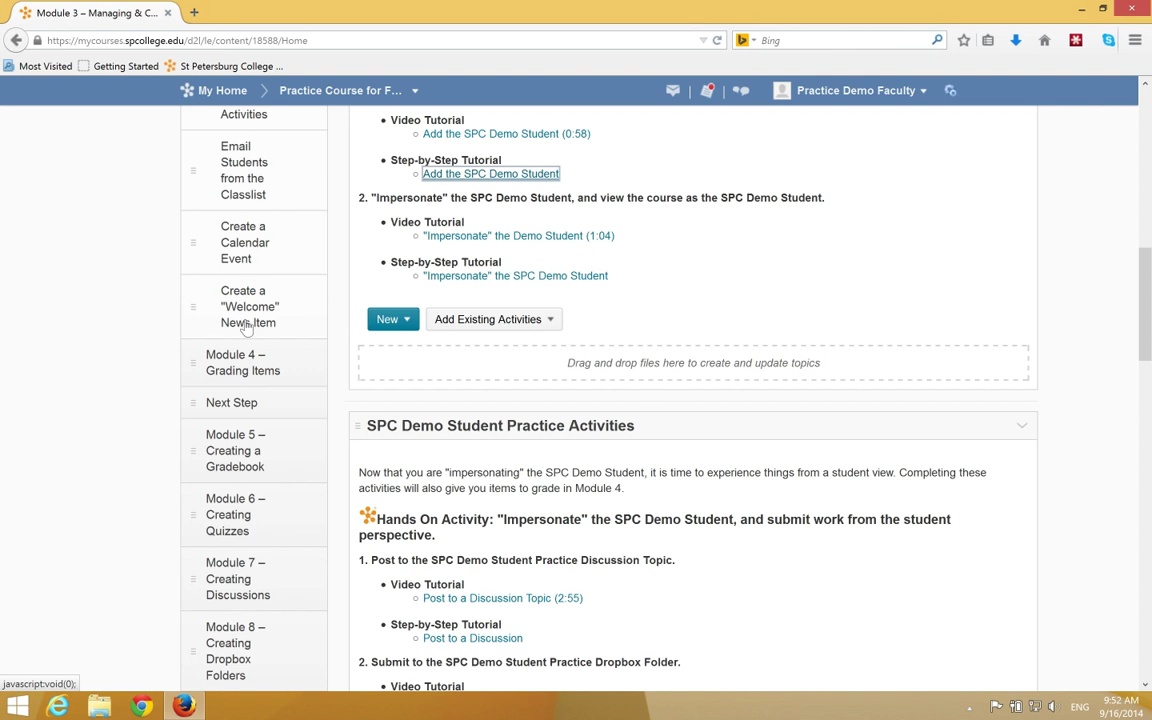 Module 3 – Managing & C...
https://mycourses.spcollege.edu/d2l/le/content/18588/Home
Bing
Most Visited
Getting Started
St Petersburg College ...
My Home
Practice Course for F...
Practice Demo Faculty
Activities
Email
Students
from the
Classlist
Create a
Calendar
Event
Create a
"Welcome"
News Item
Module 4 –
Grading Items
Next Step
Module 5 –
Creating a
Gradebook
Module 6 –
Creating
Quizzes
Module 7 –
Creating
Discussions
Module 8 –
Creating
Dropbox
Folders
Video Tutorial
Add the SPC Demo Student (0:58)
Step-by-Step Tutorial
Add the SPC Demo Student
2. "Impersonate" the SPC Demo Student, and view the course as the SPC Demo Student.
Video Tutorial
"Impersonate" the Demo Student (1:04)
Step-by-Step Tutorial
"Impersonate" the SPC Demo Student
New
Add Existing Activities
Drag and drop files here to create and update topics
SPC Demo Student Practice Activities
Now that you are "impersonating" the SPC Demo Student, it is time to experience things from a student view. Completing these
activities will also give you items to grade in Module 4.
Hands On Activity: "Impersonate" the SPC Demo Student, and submit work from the student
perspective.
1. Post to the SPC Demo Student Practice Discussion Topic.
Video Tutorial
Post to a Discussion Topic (2:55)
Step-by-Step Tutorial
Post to a Discussion
2. Submit to the SPC Demo Student Practice Dropbox Folder.
Video Tutorial
javascript:void(0);
ENG
9:52 AM
9/16/2014